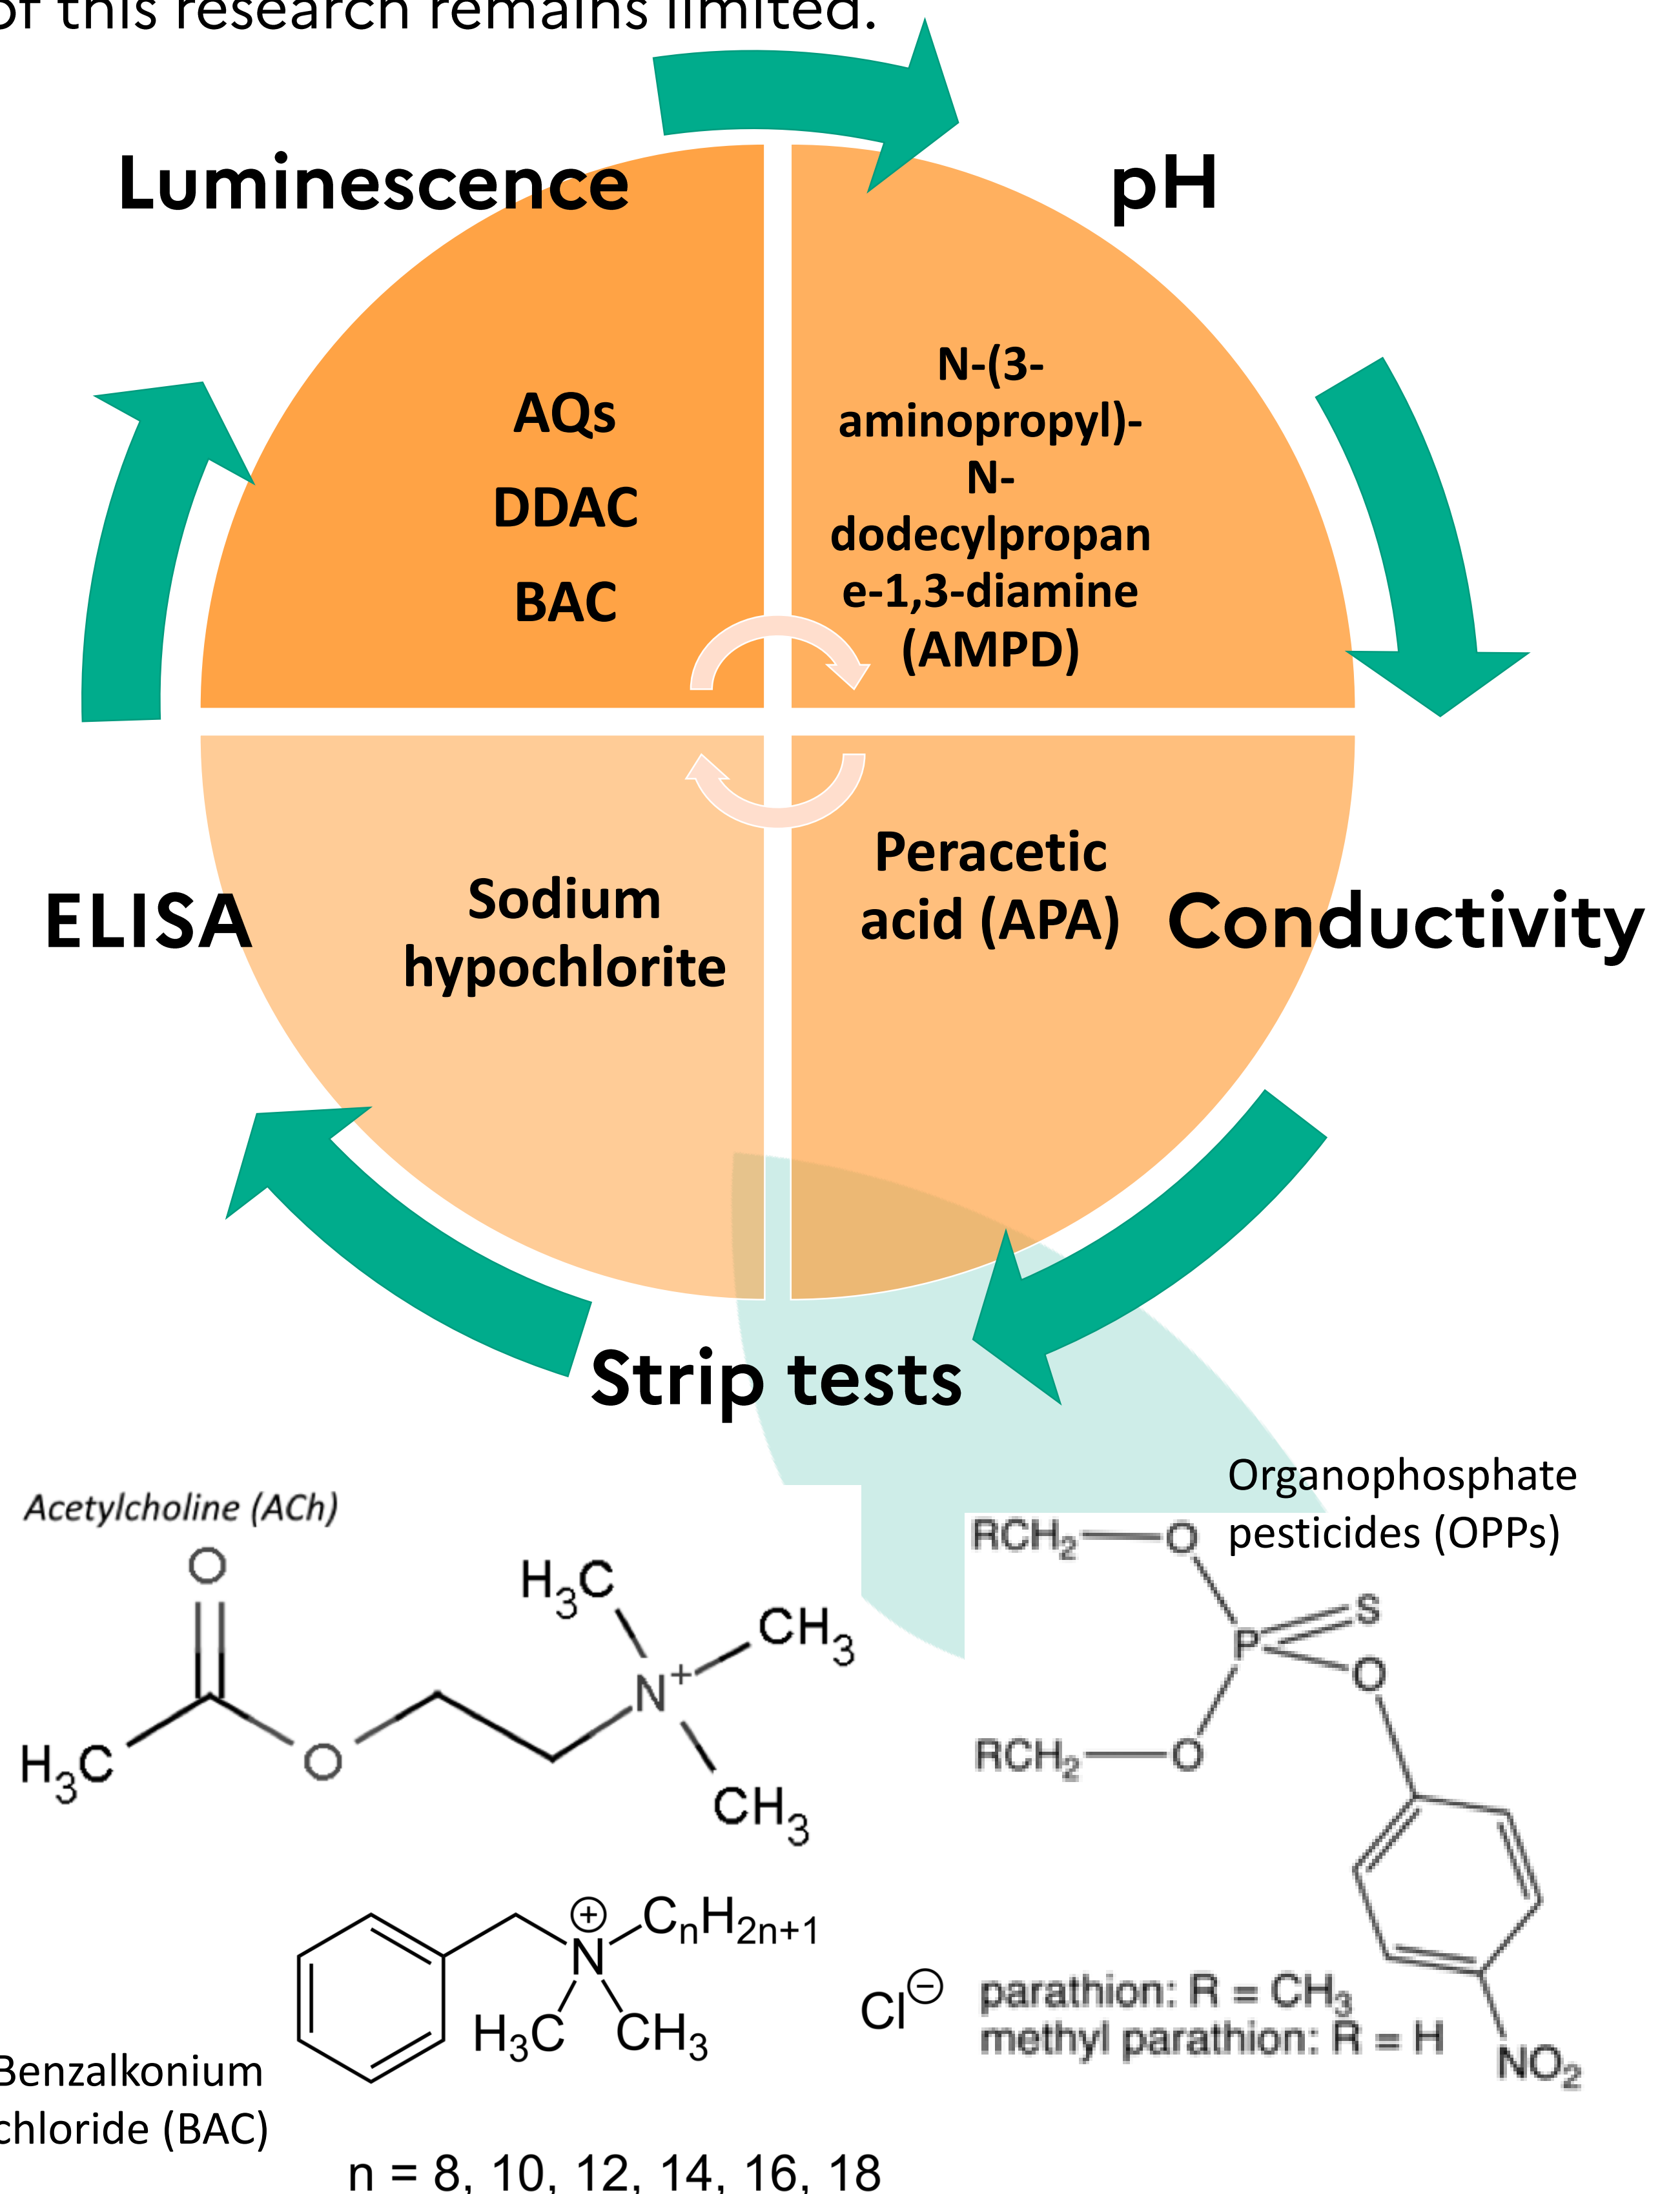 of this research remains limited.
Luminescence
pH
AQs
DDAC
BAC
N-(3-
aminopropyl)-
N-
dodecylpropan
e-1,3-diamine
(AMPD)
ELISA
Sodium
hypochlorite
Peracetic
acid (APA)
Conductivity
Strip tests
Acetylcholine (ACh)
O
H₃C
O
H₃C
N⁺
CH₃
CH₃
Organophosphate
pesticides (OPPs)
RCH₂
O
S
P
O
RCH₂
O
NO₂
parathion: R = CH₃
methyl parathion: R = H
⊕
N
CₙH₂ₙ₊₁
H₃C
CH₃
Cl⊖
Benzalkonium
chloride (BAC)
n = 8, 10, 12, 14, 16, 18